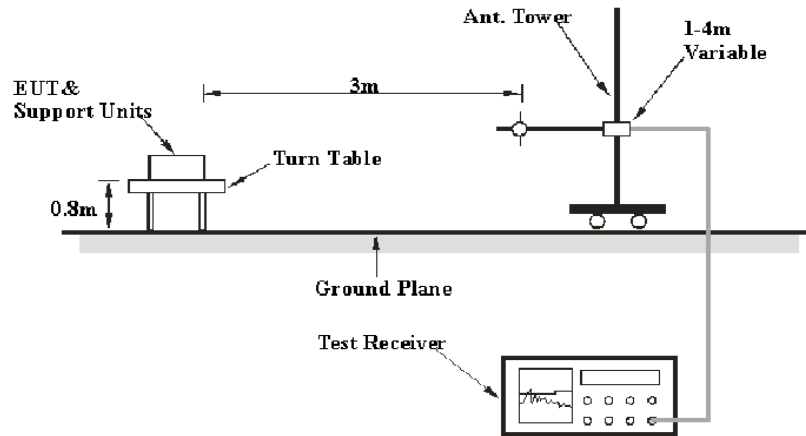 Ant. Tower
1-4m
Variable
3m
EUT&
Support Units
Turn Table
0.8m
Ground Plane
Test Receiver